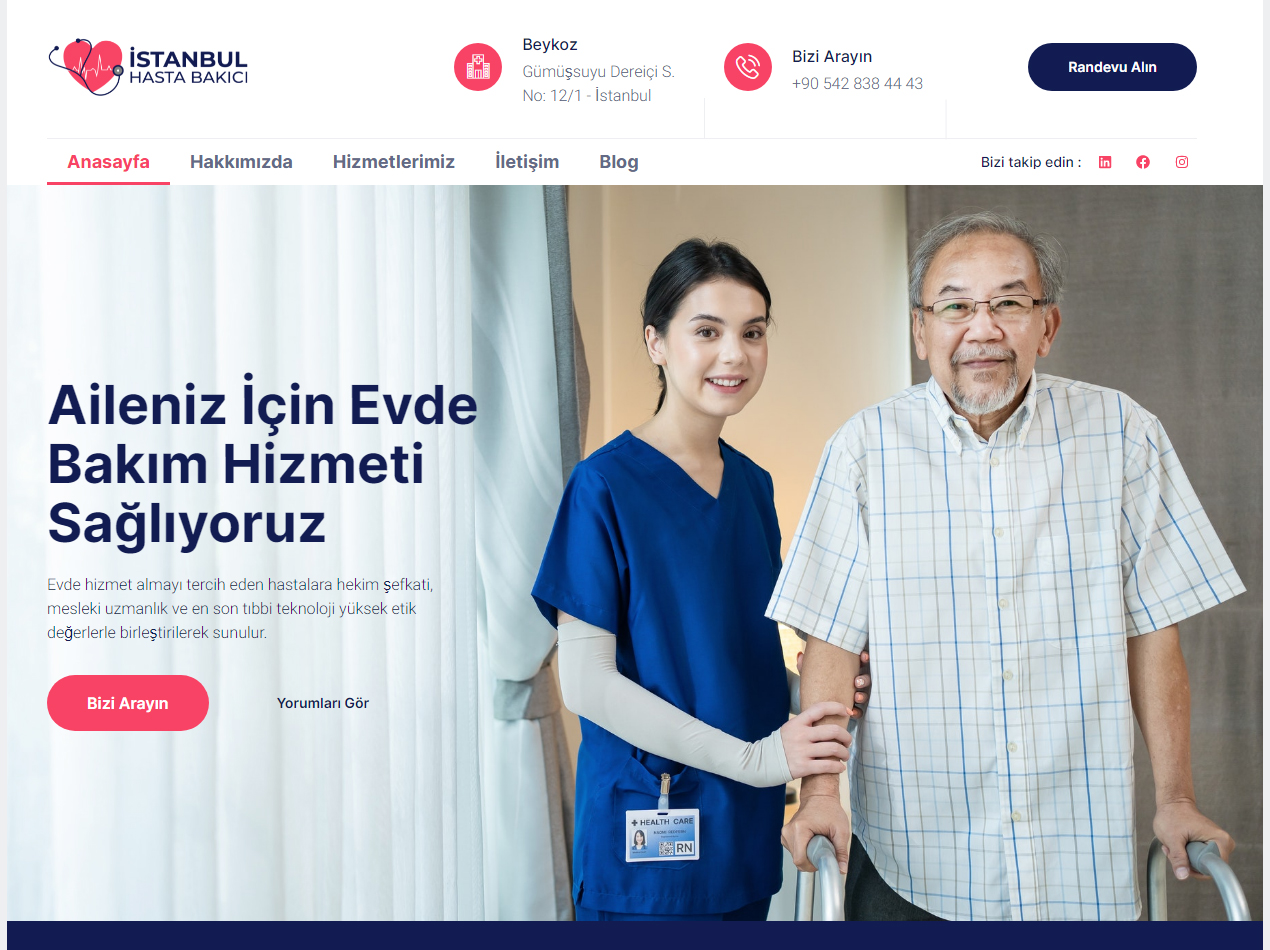 İSTANBUL
HASTA BAKICI
Beykoz
Gümüşsuyu Dereiçi S.
No: 12/1 - İstanbul
Bizi Arayın
+90 542 838 44 43
Randevu Alın
Anasayfa
Hakkımızda
Hizmetlerimiz
İletişim
Blog
Bizi takip edin :
Aileniz İçin Evde
Bakım Hizmeti
Sağlıyoruz
Evde hizmet almayı tercih eden hastalara hekim şefkati,
mesleki uzmanlık ve en son tıbbi teknoloji yüksek etik
değerlerle birleştirilerek sunulur.
Bizi Arayın
Yorumları Gör
HEALTH CARE
RN